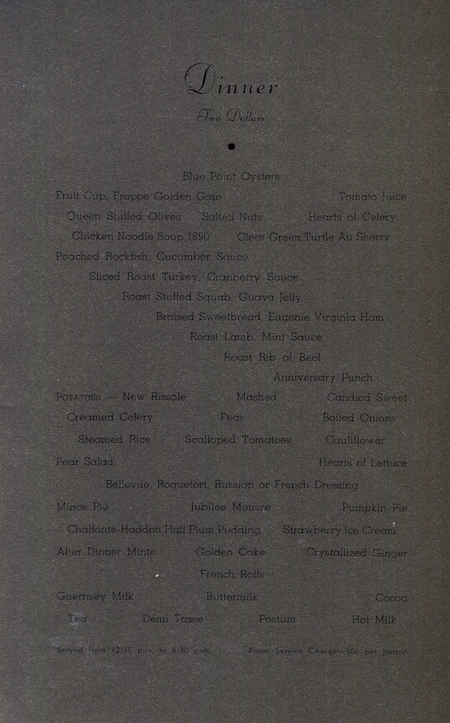 Dinner
Two Dollars
Blue Point Oysters
Fruit Cup, Frappe Golden Gate Tomato Juice
Queen Stuffed Olives Salted Nuts Hearts of Celery
Chicken Noodle Soup 1890 Clear Green Turtle Au Sherry
Poached Rockfish, Cucumber Sauce
Sliced Roast Turkey, Cranberry Sauce
Roast Stuffed Squab, Guava Jelly
Braised Sweetbread, Eugenie Virginia Ham
Roast Lamb, Mint Sauce
Roast Rib of Beef
Anniversary Punch
Potatoes — New Rissole Mashed Candied Sweet
Creamed Celery Peas Boiled Onions
Steamed Rice Scalloped Tomatoes Cauliflower
Pear Salad Hearts of Lettuce
Bellevue, Roquefort, Russian or French Dressing
Mince Pie Jubilee Mousse Pumpkin Pie
Chalfonte-Haddon Hall Plum Pudding Strawberry Ice Cream
After Dinner Mints Golden Cake Crystallized Ginger
French Rolls
Guernsey Milk Buttermilk Cocoa
Tea Demi Tasse Postum Hot Milk
Served from 12:30 p.m. to 8:30 p.m. Room Service Charge—50c per person